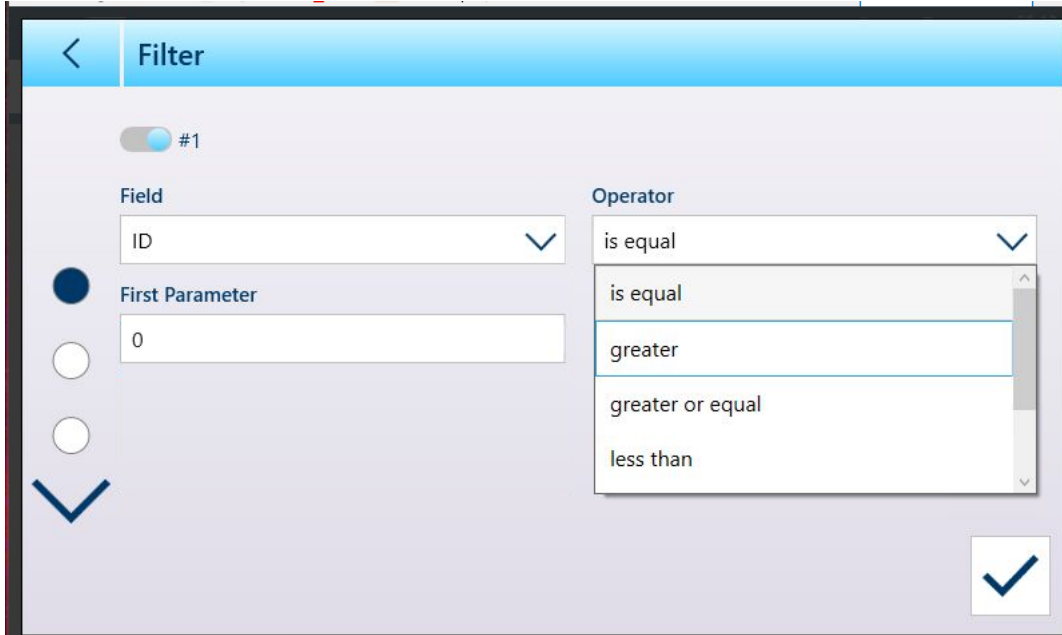 Filter
#1
Field
Operator
ID
is equal
First Parameter
is equal
0
greater
greater or equal
less than